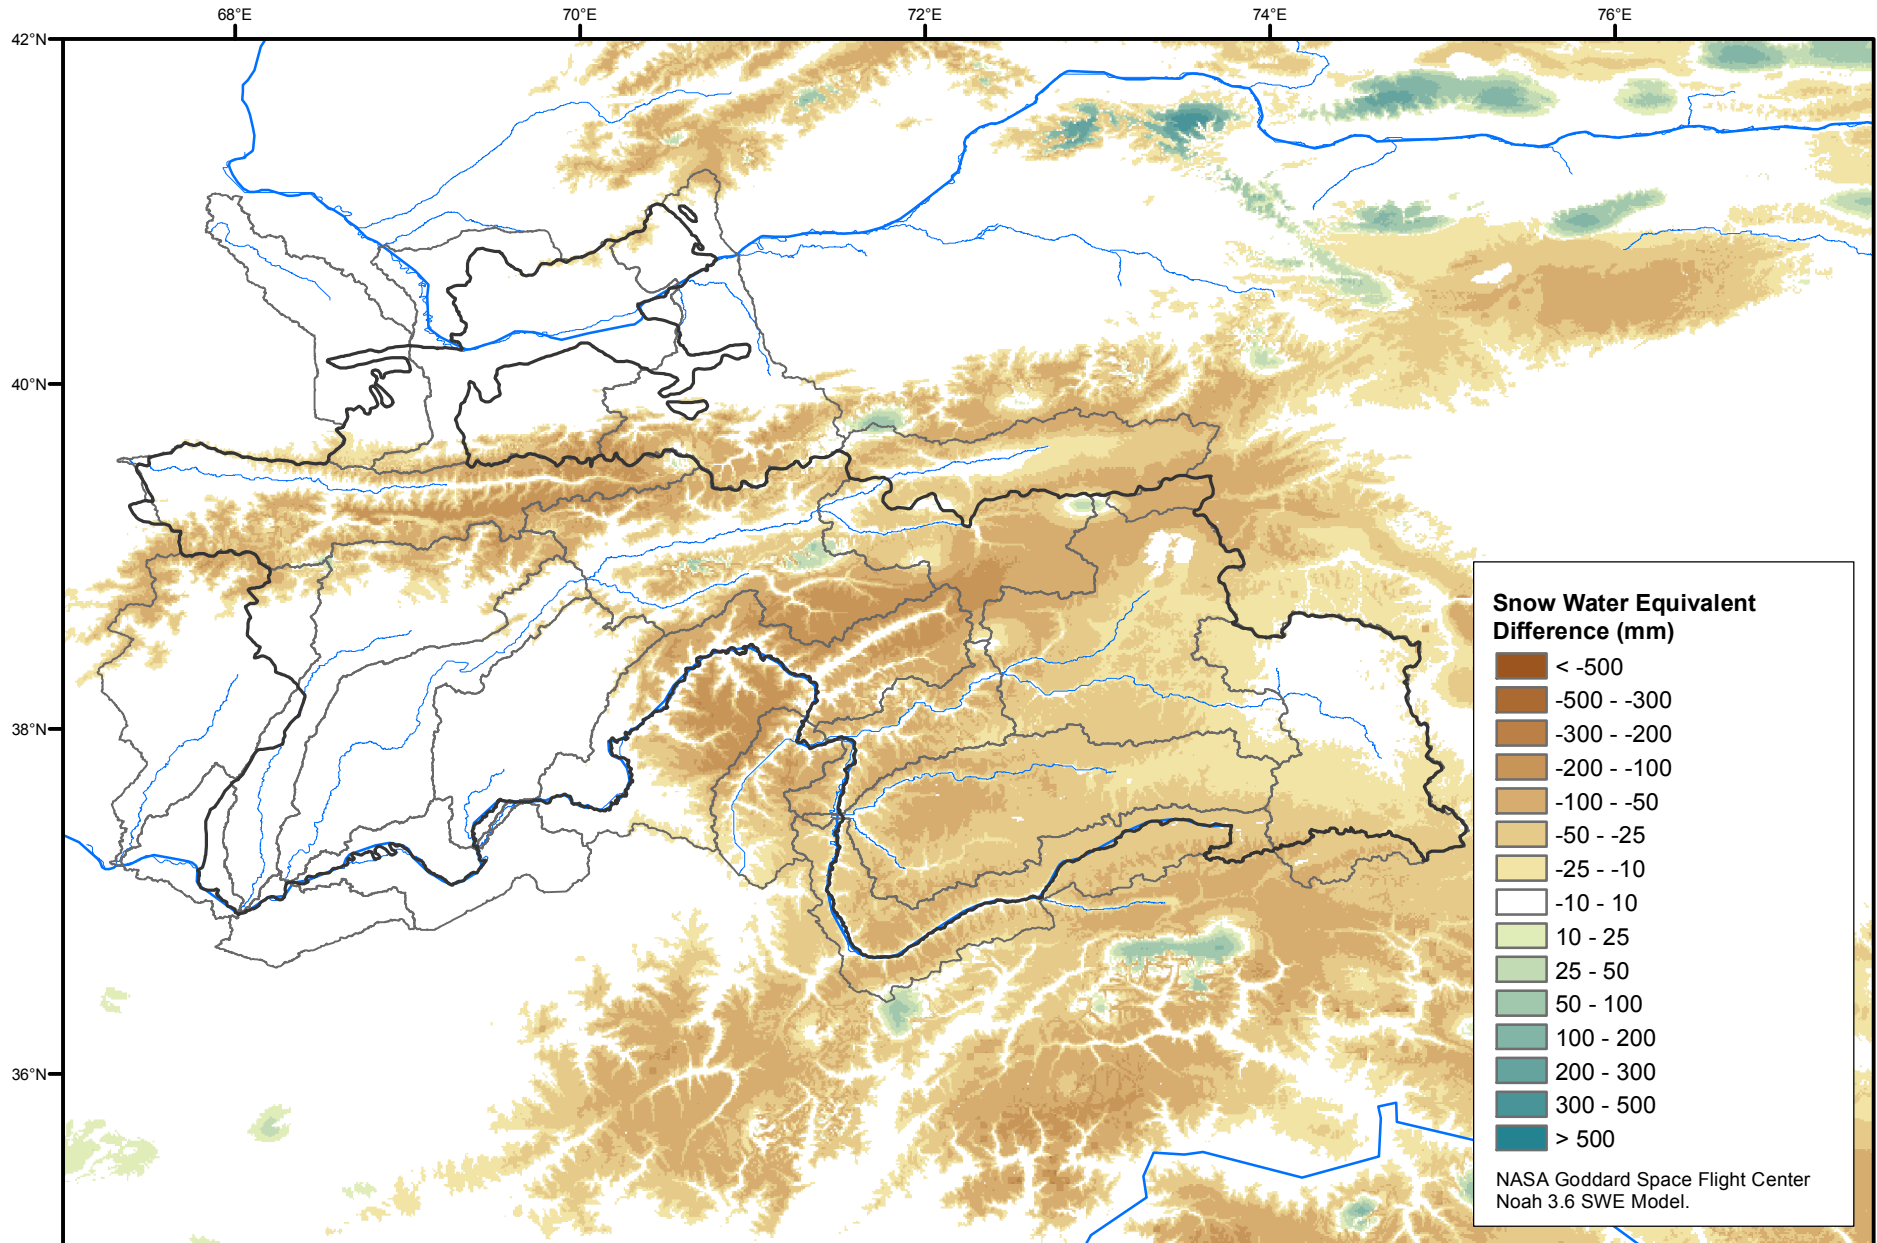 68°E 70°E 72°E 74°E 76°E
42°N
40°N
38°N
36°N
Snow Water Equivalent
Difference (mm)
< -500
-500 - -300
-300 - -200
-200 - -100
-100 - -50
-50 - -25
-25 - -10
-10 - 10
10 - 25
25 - 50
50 - 100
100 - 200
200 - 300
300 - 500
> 500
NASA Goddard Space Flight Center
Noah 3.6 SWE Model.